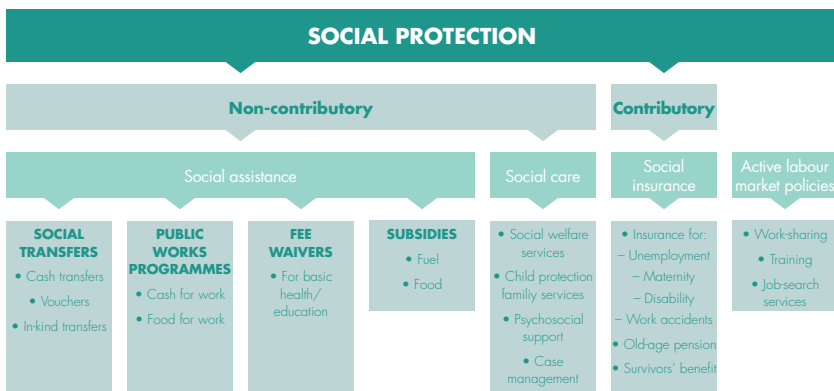 SOCIAL PROTECTION
Non-contributory
Contributory
Social assistance
Social care
Social
insurance
Active labour
market policies
SOCIAL
TRANSFERS
• Cash transfers
• Vouchers
• In-kind transfers
PUBLIC
WORKS
PROGRAMMES
• Cash for work
• Food for work
FEE
WAIVERS
• For basic
health/
education
SUBSIDIES
• Fuel
• Food
• Social welfare
services
• Child protection
familiy services
• Psychosocial
support
• Case
management
• Insurance for:
– Unemployment
– Maternity
– Disability
– Work accidents
• Old-age pension
• Survivors’ benefit
• Work-sharing
• Training
• Job-search
services